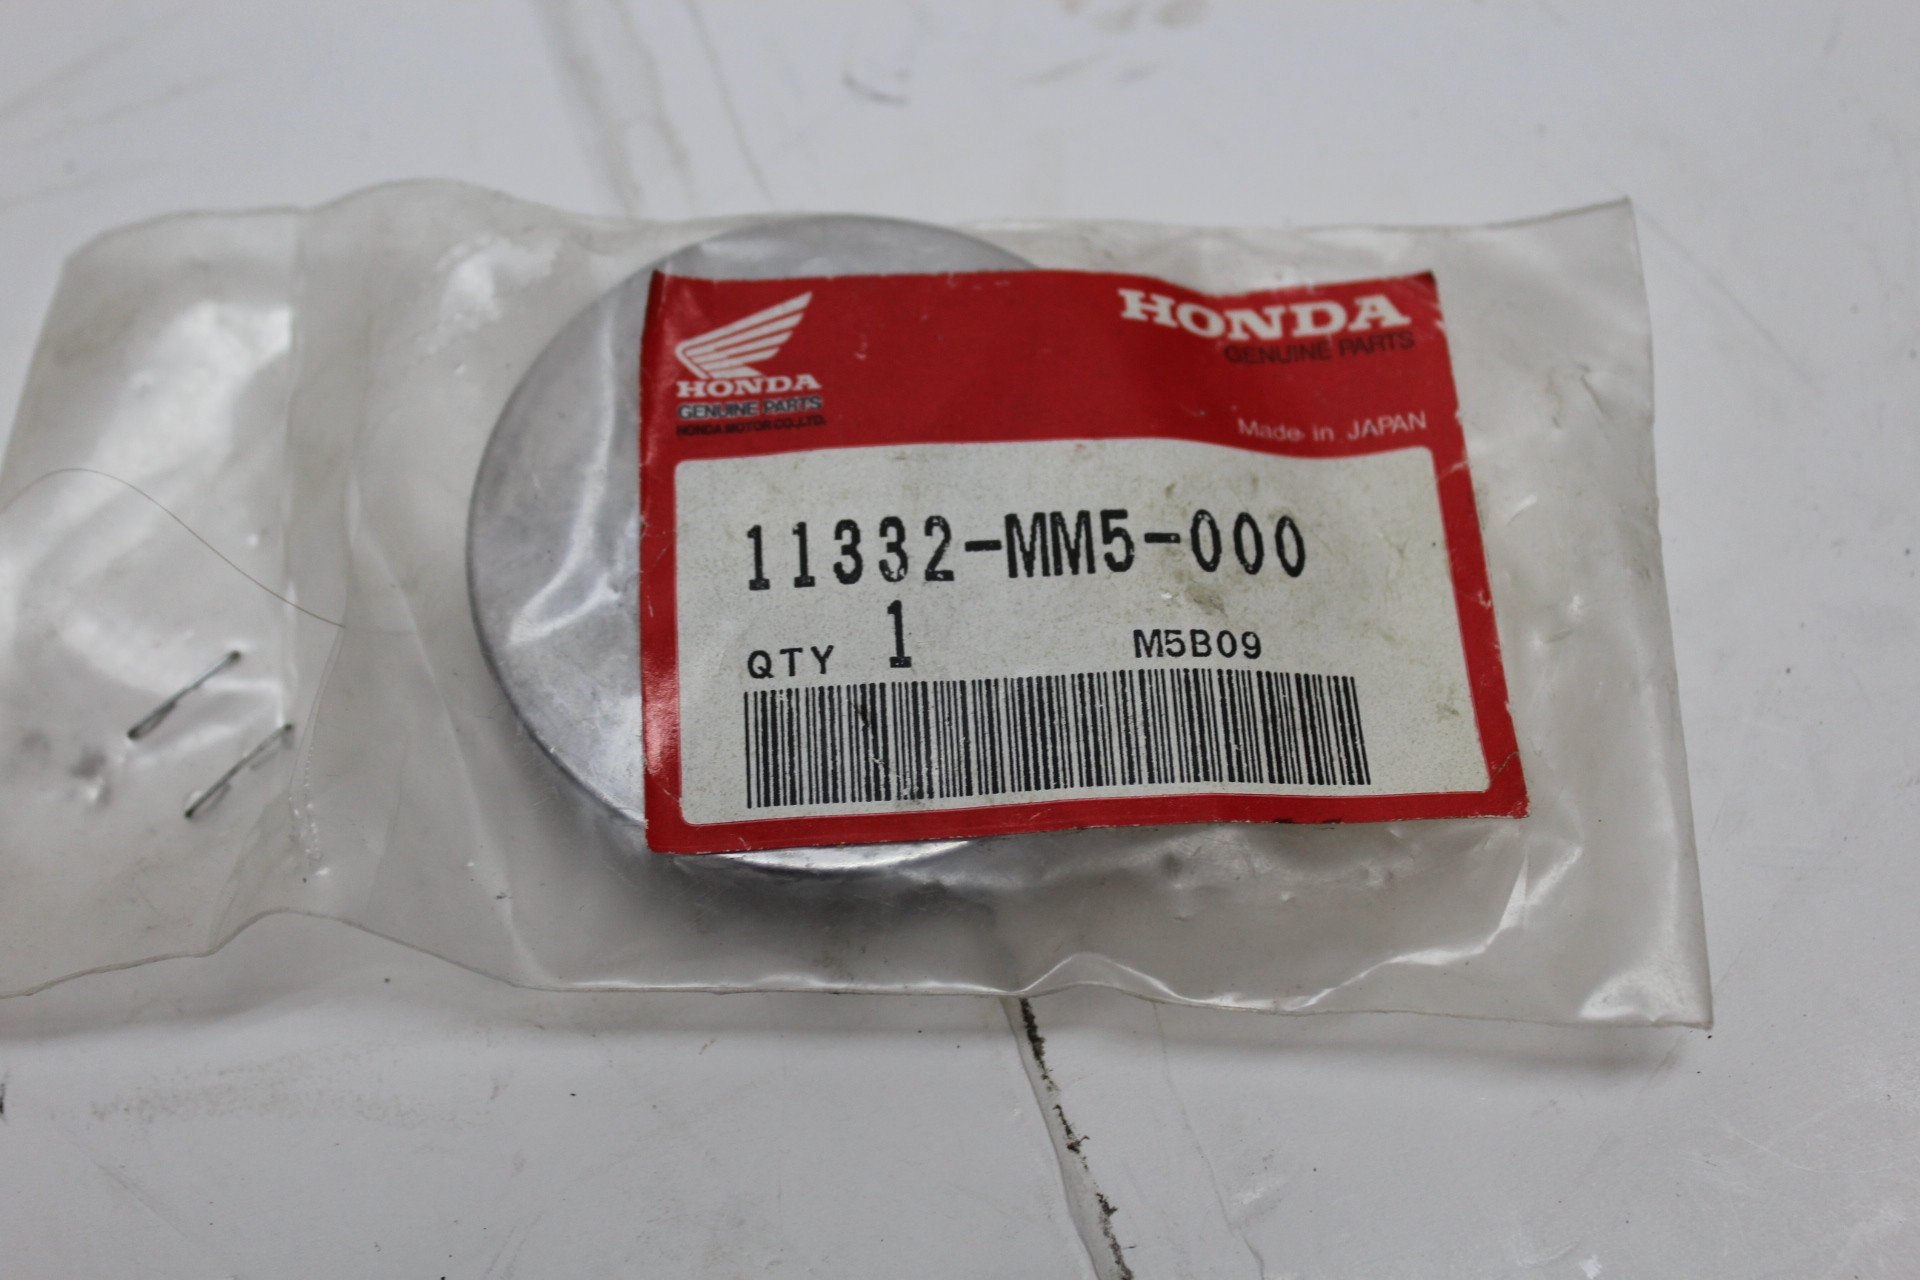 HONDA
GENUINE PARTS
HONDA MOTOR CO.,LTD.
HONDA
GENUINE PARTS
Made in JAPAN
11332-MM5-000
QTY 1 M5B09